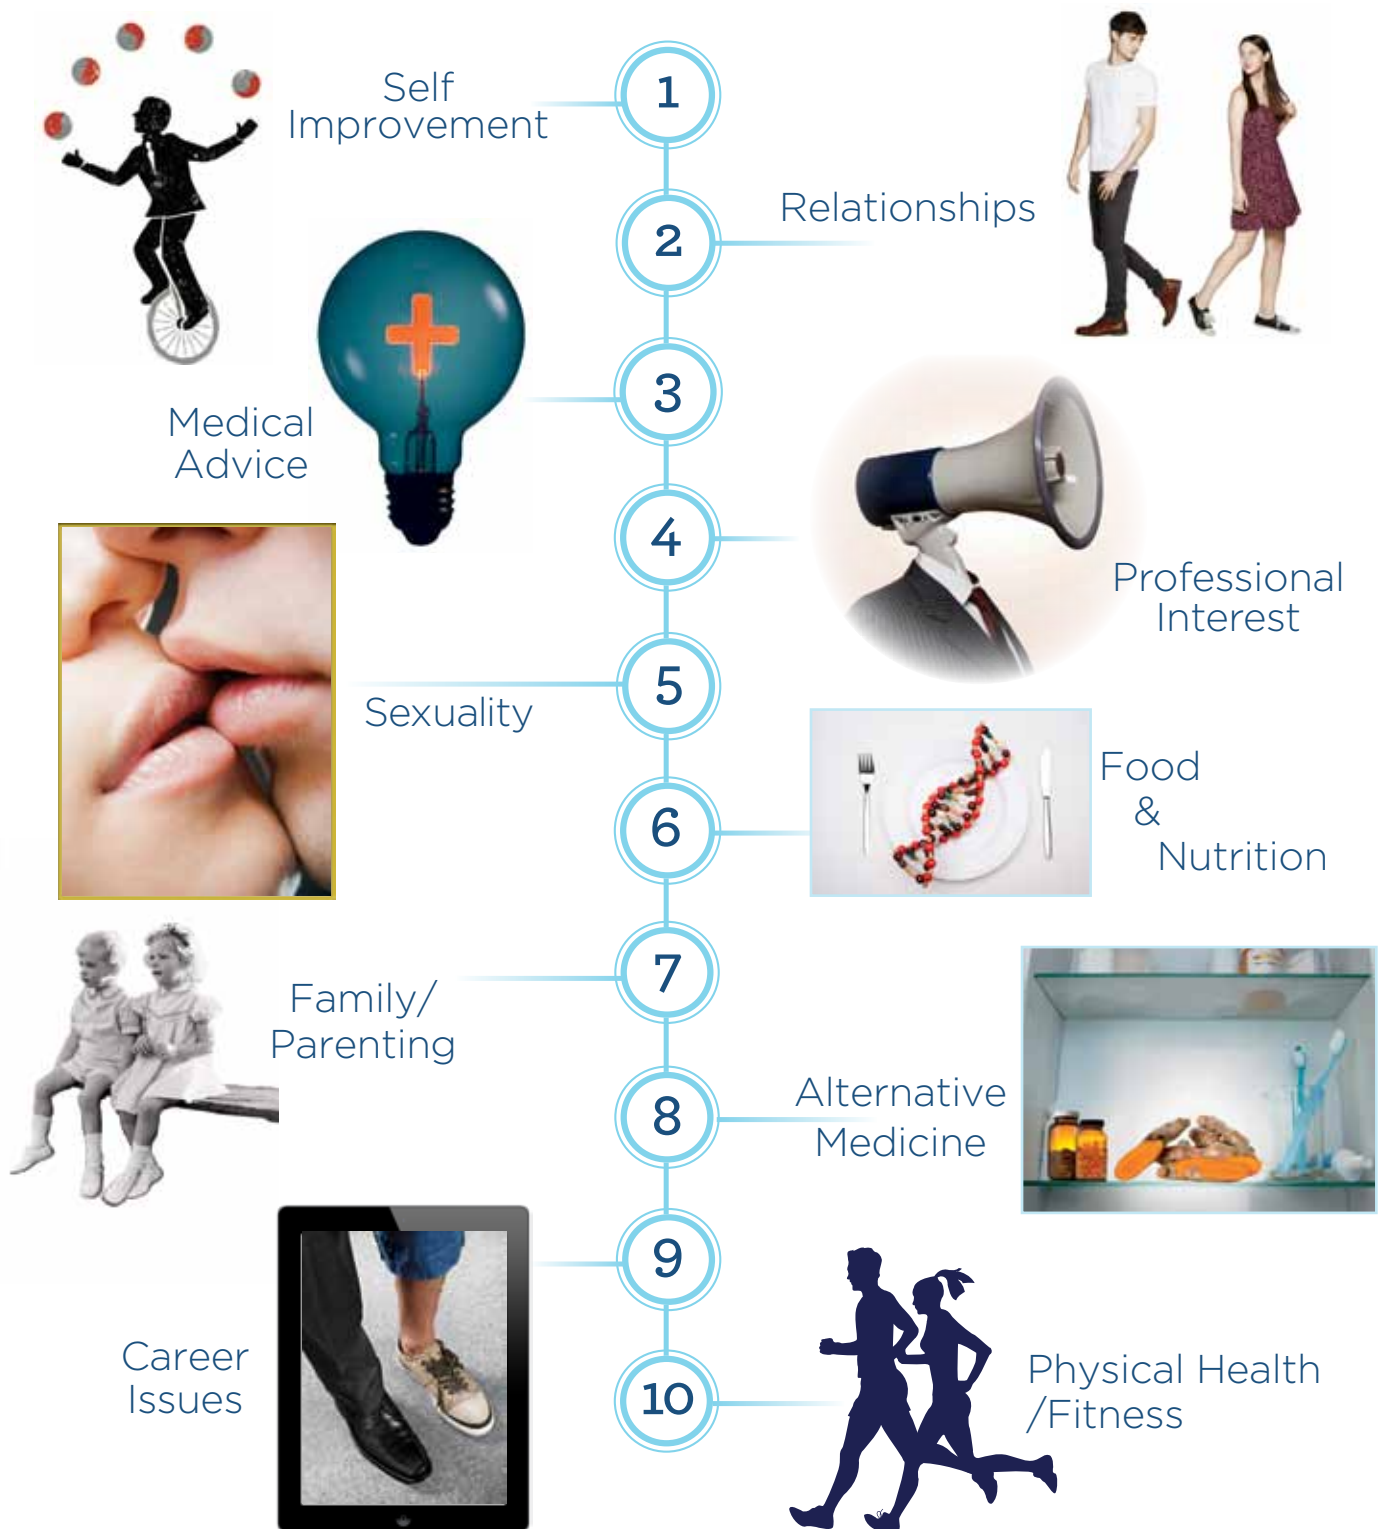 Self
Improvement
1
2
Relationships
3
Medical
Advice
4
Professional
Interest
5
Sexuality
6
Food
&
Nutrition
7
Family/
Parenting
8
Alternative
Medicine
9
Career
Issues
10
Physical Health
/Fitness